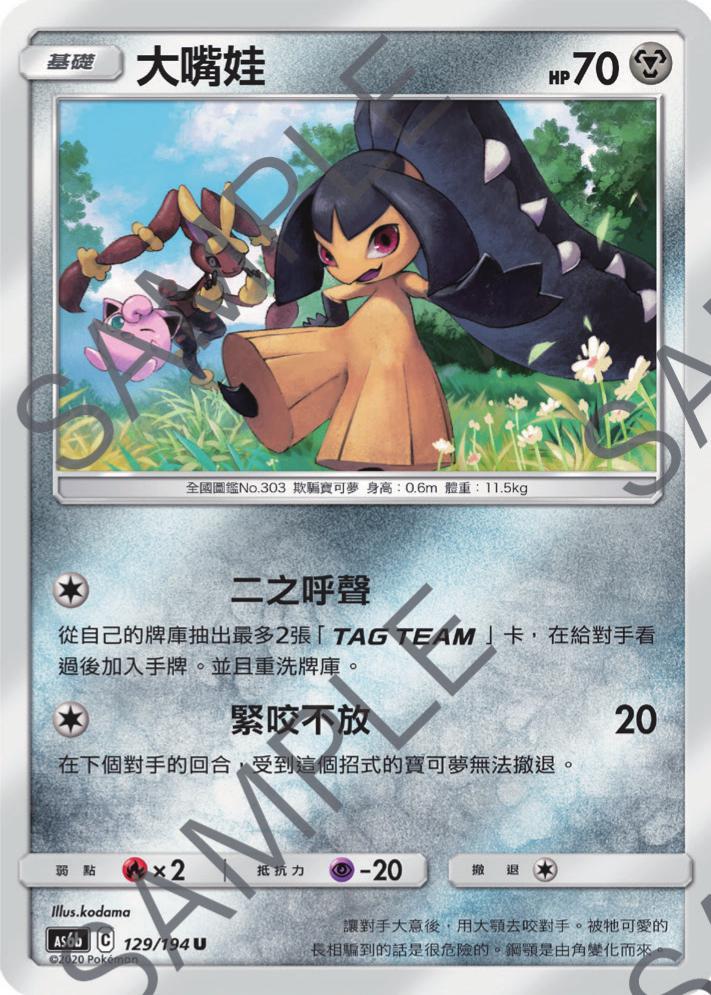 基礎 大嘴娃 HP 70
全國圖鑑No.303 欺騙寶可夢 身高：0.6m 體重：11.5kg
二之呼聲
從自己的牌庫抽出最多2張「TAG TEAM」卡，在給對手看
過後加入手牌。並且重洗牌庫。
緊咬不放 20
在下個對手的回合，受到這個招式的寶可夢無法撤退。
弱點 ×2 抵抗力 -20 撤退
Illus.kodama
AS6b C 129/194 U
©2020 Pokémon
讓對手大意後，用大顎去咬對手。被牠可愛的
長相騙到的話是很危險的。鋼顎是由角變化而來。
SAMPLE
SAMPLE
SAMPLE
SA
SA